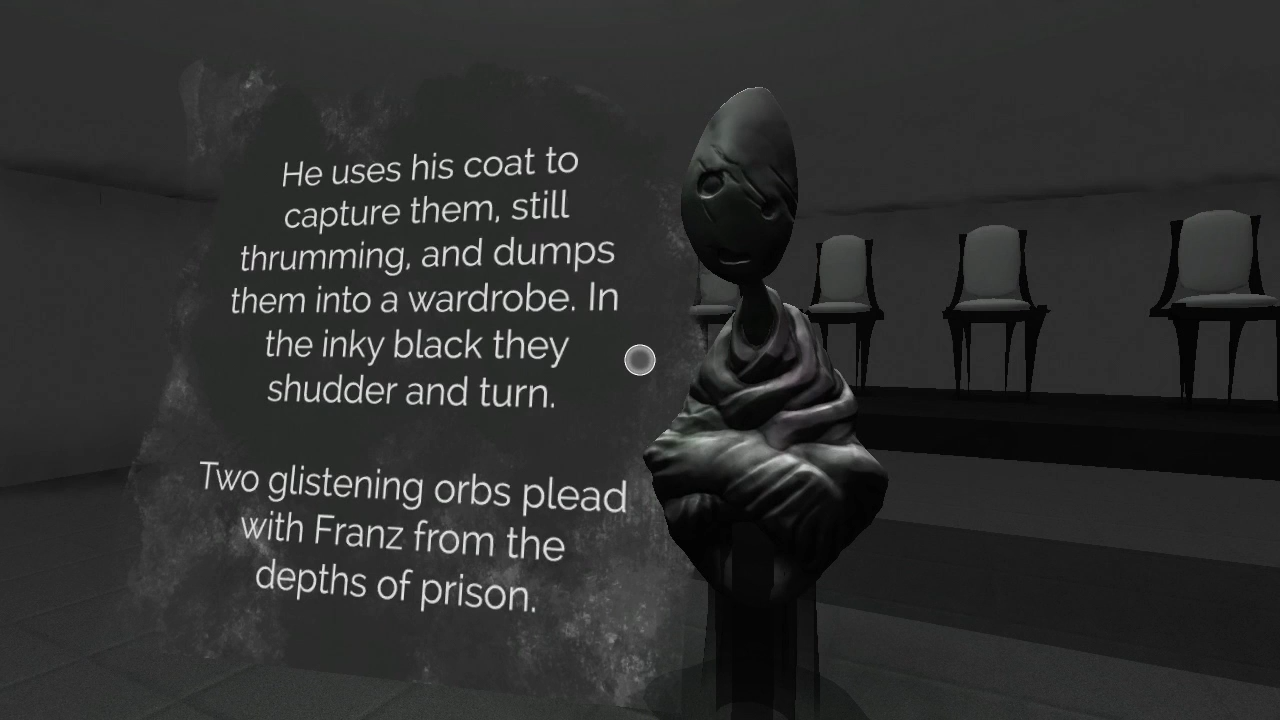 He uses his coat to
capture them, still
thrumming, and dumps
them into a wardrobe. In
the inky black they
shudder and turn.
Two glistening orbs plead
with Franz from the
depths of prison.